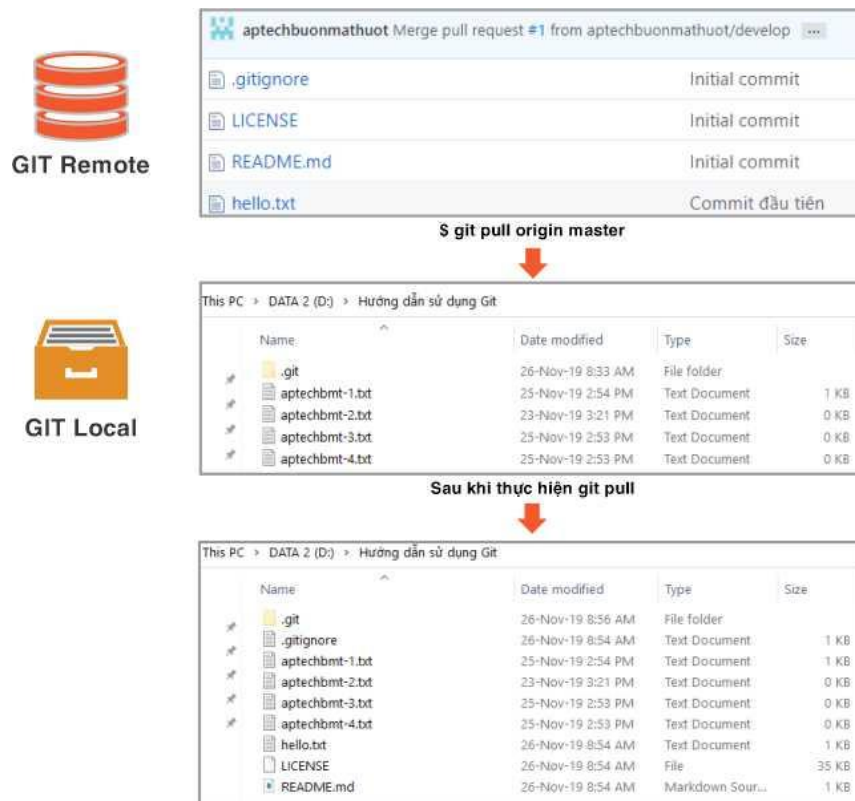 aptechbuonmathuot Merge pull request #1 from aptechbuonmathuot/develop ...
.gitignore Initial commit
LICENSE Initial commit
README.md Initial commit
hello.txt Commit đầu tiên
GIT Remote
$ git pull origin master
This PC > DATA 2 (D:) > Hướng dẫn sử dụng Git
Name Date modified Type Size
.git 26-Nov-19 8:33 AM File folder
aptechbmt-1.txt 25-Nov-19 2:54 PM Text Document 1 KB
aptechbmt-2.txt 23-Nov-19 3:21 PM Text Document 0 KB
aptechbmt-3.txt 25-Nov-19 2:53 PM Text Document 0 KB
aptechbmt-4.txt 25-Nov-19 2:53 PM Text Document 0 KB
GIT Local
Sau khi thực hiện git pull
This PC > DATA 2 (D:) > Hướng dẫn sử dụng Git
Name Date modified Type Size
.git 26-Nov-19 8:56 AM File folder
.gitignore 26-Nov-19 8:54 AM Text Document 1 KB
aptechbmt-1.txt 25-Nov-19 2:54 PM Text Document 1 KB
aptechbmt-2.txt 23-Nov-19 3:21 PM Text Document 0 KB
aptechbmt-3.txt 25-Nov-19 2:53 PM Text Document 0 KB
aptechbmt-4.txt 25-Nov-19 2:53 PM Text Document 0 KB
hello.txt 26-Nov-19 8:54 AM Text Document 1 KB
LICENSE 26-Nov-19 8:54 AM File 35 KB
README.md 26-Nov-19 8:54 AM Markdown Sour... 1 KB